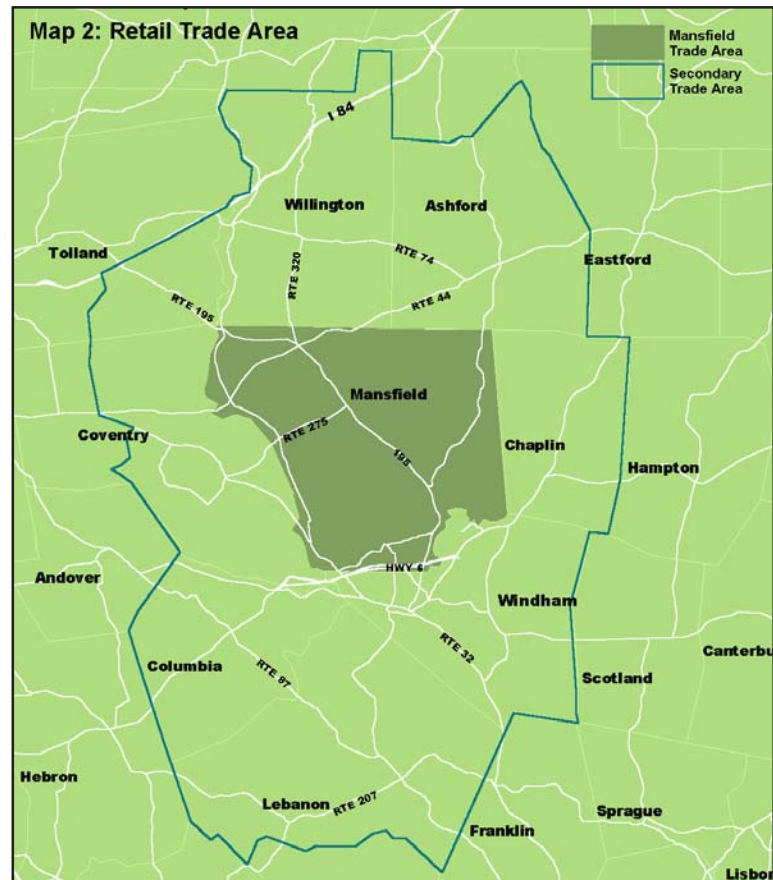 Map 2: Retail Trade Area
Mansfield
Trade Area
Secondary
Trade Area
I 84
Willington
Ashford
Tolland
RTE 74
Eastford
RTE 320
RTE 195
RTE 44
Mansfield
Coventry
RTE 275
195
Chaplin
Hampton
Andover
HWY 6
Windham
Columbia
RTE 87
RTE 32
Scotland
Canterbu
Hebron
Lebanon
RTE 207
Franklin
Sprague
Lisbon